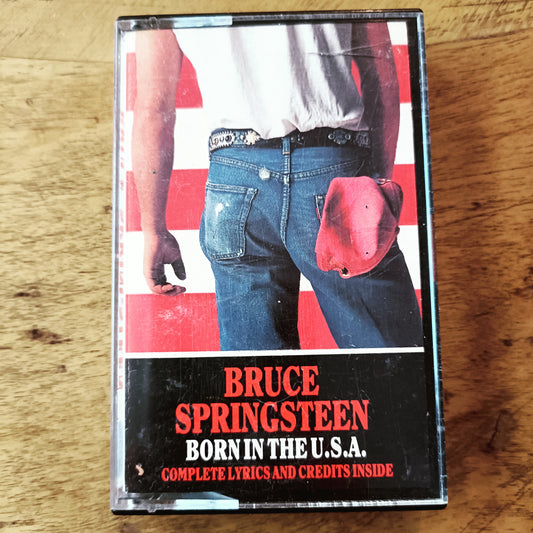 BRUCE
SPRINGSTEEN
BORN IN THE U.S.A.
COMPLETE LYRICS AND CREDITS INSIDE